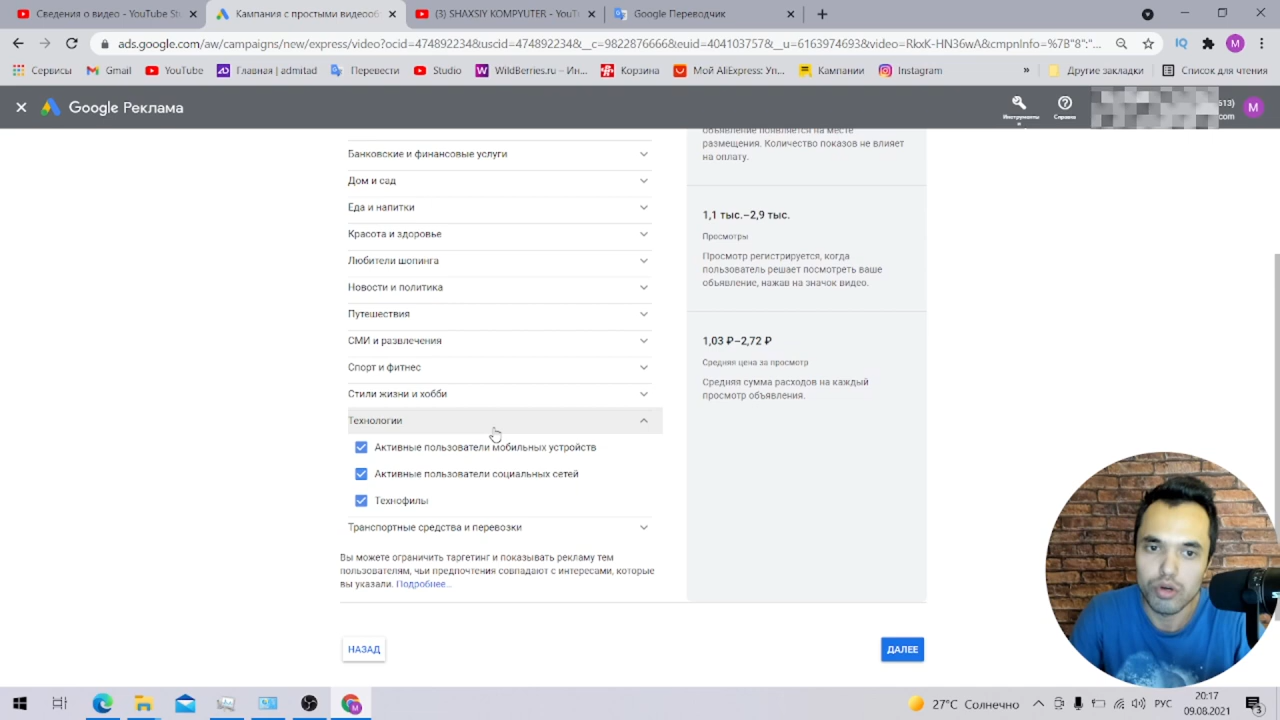 Сведения о видео - YouTube St
Кампания с простыми видеоо
(3) SHAXSIY KOMPYUTER - YouT
Google Переводчик
ads.google.com/aw/campaigns/new/express/video?ocid=474892234&uscid=474892234&__c=9822876666&euid=4041037571&__u=6163974693&video=RkxK-HN36wA&cmpnInfo=%7B"8":"...
Сервисы
Gmail
YouTube
Главная | admitad
Перевести
Studio
WildBerries.ru – Ин...
Корзина
Мой AliExpress: Уп...
Кампании
Instagram
»
Другие закладки
Список для чтения
Google Реклама
Инструменты
Справка
513)
com
Банковские и финансовые услуги
Дом и сад
Еда и напитки
Красота и здоровье
Любители шопинга
Новости и политика
Путешествия
СМИ и развлечения
Спорт и фитнес
Стили жизни и хобби
Технологии
Активные пользователи мобильных устройств
Активные пользователи социальных сетей
Технофилы
Транспортные средства и перевозки
Вы можете ограничить таргетинг и показывать рекламу тем
пользователям, чьи предпочтения совпадают с интересами, которые
вы указали. Подробнее...
объявление появляется на месте
размещения. Количество показов не влияет
на оплату.
1,1 тыс.–2,9 тыс.
Просмотры
Просмотр регистрируется, когда
пользователь решает посмотреть ваше
объявление, нажав на значок видео.
1,03 ₽–2,72 ₽
Средняя цена за просмотр
Средняя сумма расходов на каждый
просмотр объявления.
НАЗАД
ДАЛЕЕ
27°C Солнечно
РУС
20:17
09.08.2021
3